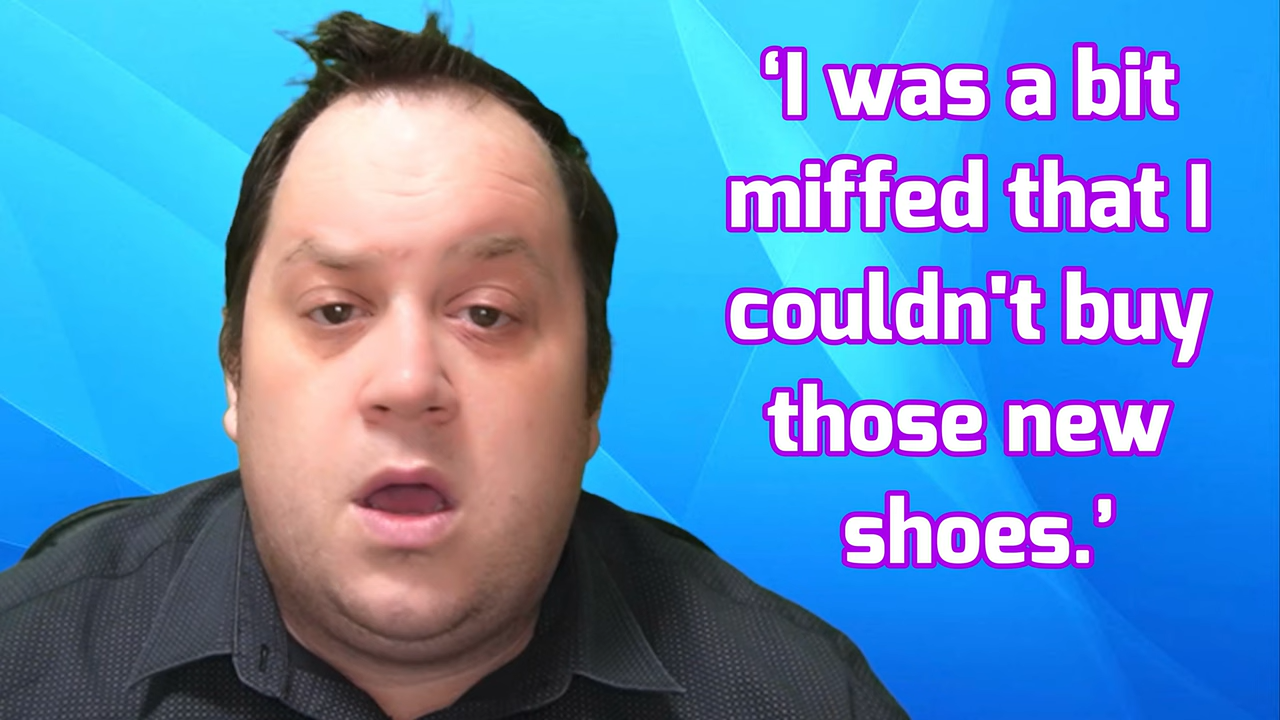 ‘I was a bit
miffed that I
couldn't buy
those new
shoes.’